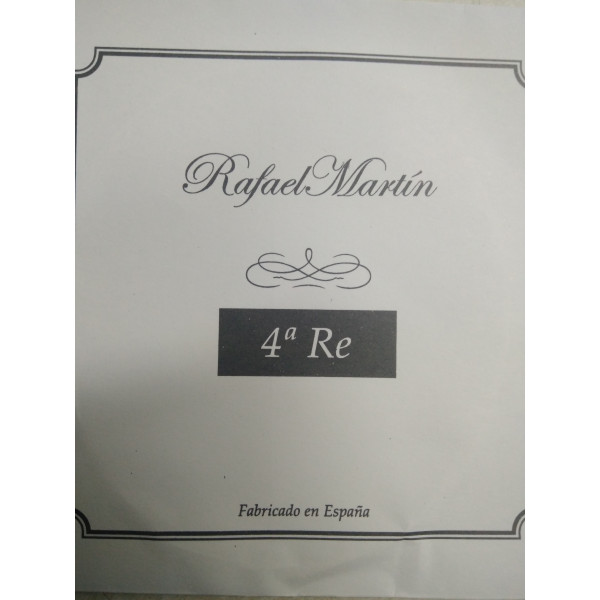 Rafael Martín
4ª Re
Fabricado en España